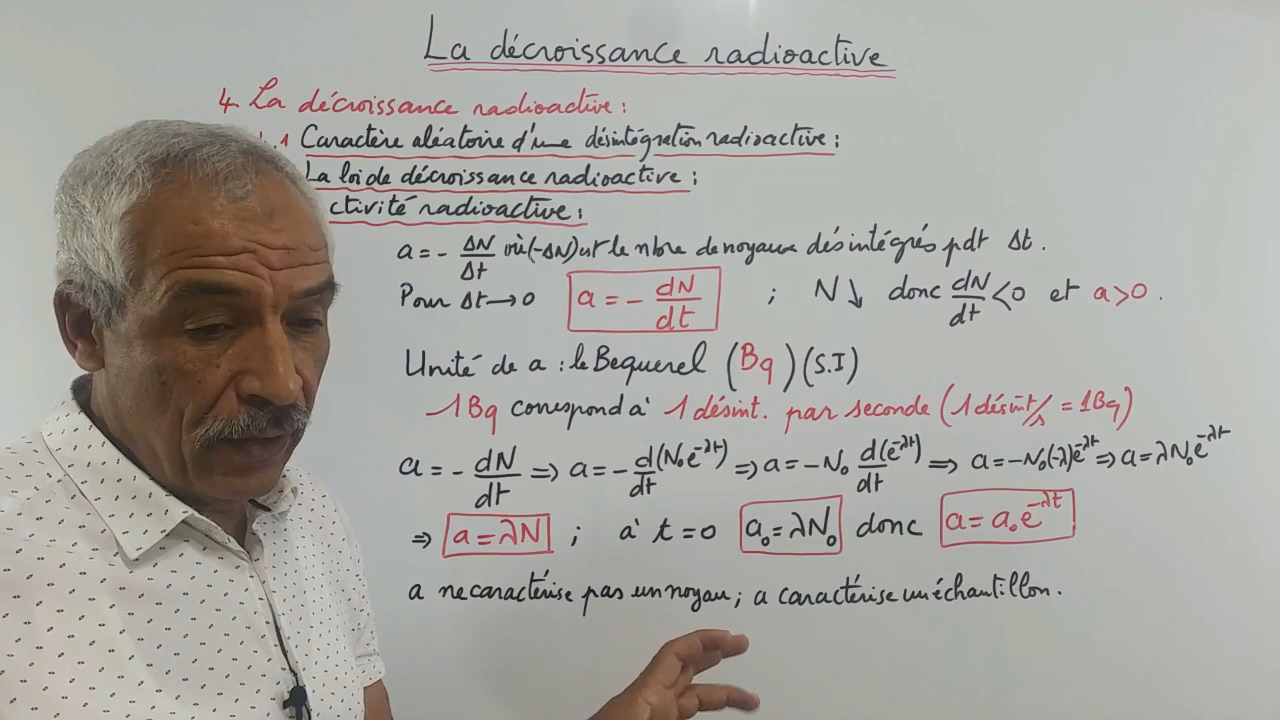 La décroissance radioactive
4. La décroissance radioactive :
.1 Caractère aléatoire d'une désintégration radioactive :
La loi de décroissance radioactive :
ctivité radioactive :
a = - ΔN/Δt où (-ΔN) est le nbre de noyaux désintégrés pdt Δt.
Pour Δt → 0 a = - dN/dt ; N ↓ donc dN/dt < 0 et a > 0.
Unité de a : le Bequerel (Bq) (S.I)
1 Bq correspond à 1 désint. par seconde (1 désint/s = 1Bq)
a = - dN/dt ⇒ a = - d(N₀e^-λt)/dt ⇒ a = -N₀ d(e^-λt)/dt ⇒ a = -N₀(-λ)e^-λt ⇒ a = λN₀e^-λt
⇒ a = λN ; à t = 0 a₀ = λN₀ donc a = a₀e^-λt
a ne caractérise pas un noyau ; a caractérise un échantillon.